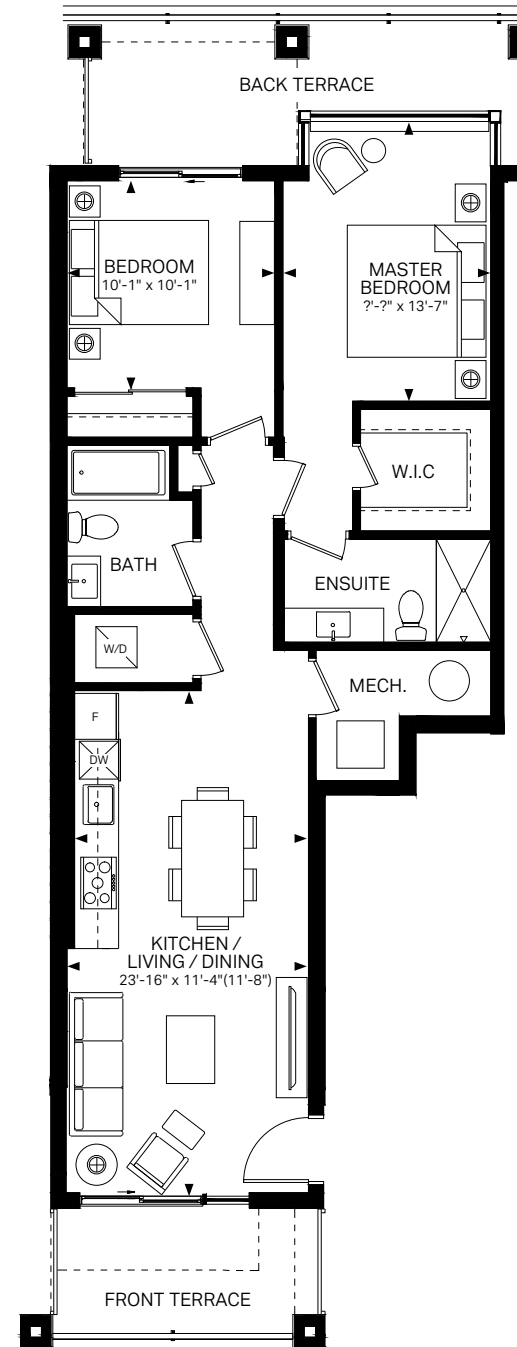 BACK TERRACE
BEDROOM
10'-1" x 10'-1"
MASTER
BEDROOM
?'-?" x 13'-7"
W.I.C
BATH
ENSUITE
W/D
MECH.
F
DW
KITCHEN /
LIVING / DINING
23'-16" x 11'-4"(11'-8")
FRONT TERRACE